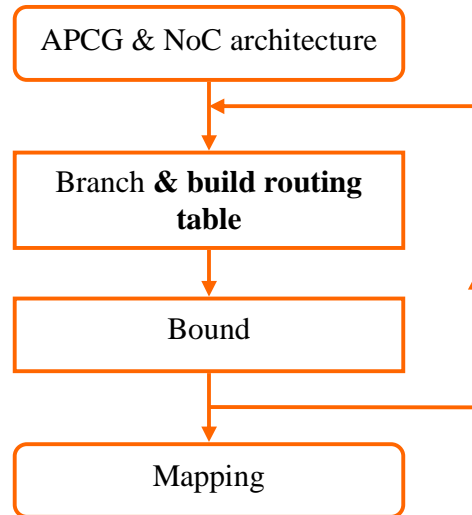 APCG & NoC architecture
Branch & build routing
table
Bound
Mapping